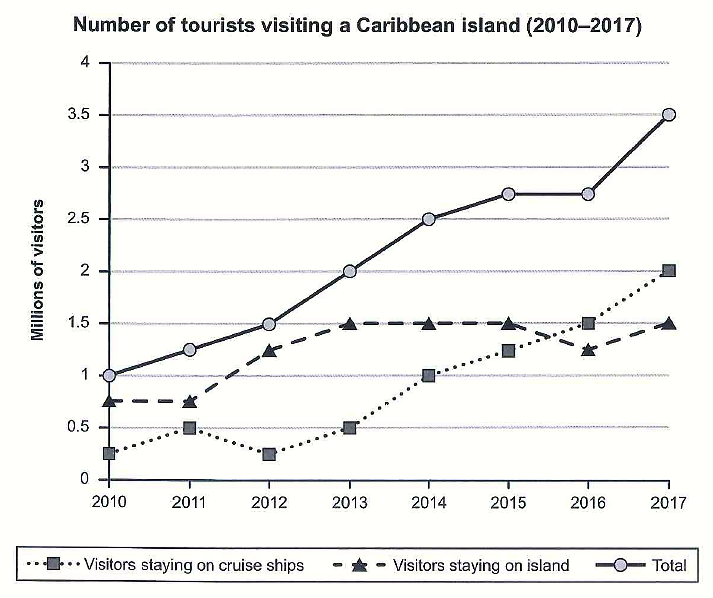 Number of tourists visiting a Caribbean island (2010–2017)
Millions of visitors
4
3.5
3
2.5
2
1.5
1
0.5
0
2010 2011 2012 2013 2014 2015 2016 2017
Visitors staying on cruise ships Visitors staying on island Total